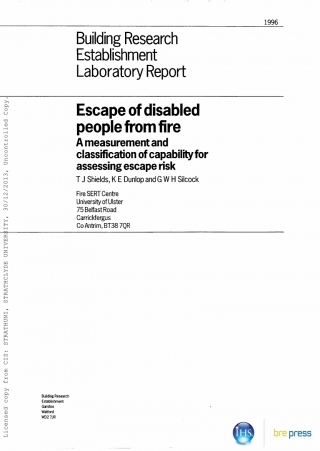 1996
Building Research
Establishment
Laboratory Report
Escape of disabled
people from fire
A measurement and
classification of capability for
assessing escape risk
T J Shields, K E Dunlop and G W H Silcock
Fire SERT Centre
University of Ulster
75 Belfast Road
Carrickfergus
Co Antrim, BT38 7QR
Building Research
Establishment
Garston
Watford
WD2 7JR
IHS
bre press
Licensed copy from CIS: STRATHUNI, STRATHCLYDE UNIVERSITY, 30/12/2013, Uncontrolled Copy.